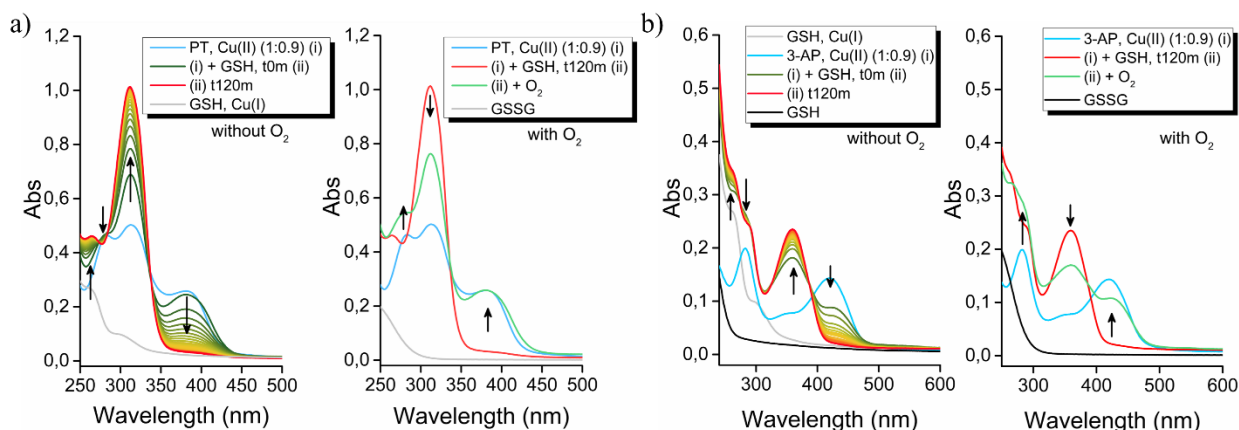 a)
1,2
1,0
0,8
0,6
0,4
0,2
0,0
Abs
PT, Cu(II) (1:0.9) (i)
(i) + GSH, t0m (ii)
(ii) t120m
GSH, Cu(I)
without O2
250 300 350 400 450 500
Wavelength (nm)
1,2
1,0
0,8
0,6
0,4
0,2
0,0
Abs
PT, Cu(II) (1:0.9) (i)
(i) + GSH, t120m (ii)
(ii) + O2
GSSG
with O2
250 300 350 400 450 500
Wavelength (nm)
b)
0,6
0,5
0,4
0,3
0,2
0,1
0,0
Abs
GSH, Cu(I)
3-AP, Cu(II) (1:0.9) (i)
(i) + GSH, t0m (ii)
(ii) t120m
GSH
without O2
300 400 500 600
Wavelength (nm)
0,6
0,5
0,4
0,3
0,2
0,1
0,0
Abs
3-AP, Cu(II) (1:0.9) (i)
(i) + GSH, t120m (ii)
(ii) + O2
GSSG
with O2
300 400 500 600
Wavelength (nm)